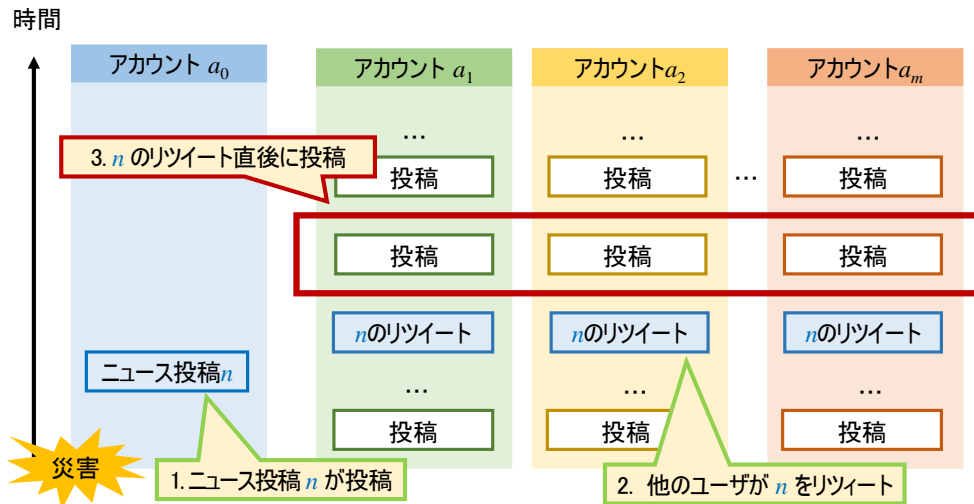 時間
アカウント a0
アカウント a1
アカウントa2
アカウントam
…
…
…
3. n のリツイート直後に投稿
投稿
投稿
…
投稿
投稿
投稿
投稿
nのリツイート
nのリツイート
nのリツイート
ニュース投稿n
…
…
…
投稿
投稿
投稿
災害
1. ニュース投稿 n が投稿
2. 他のユーザが n をリツィート